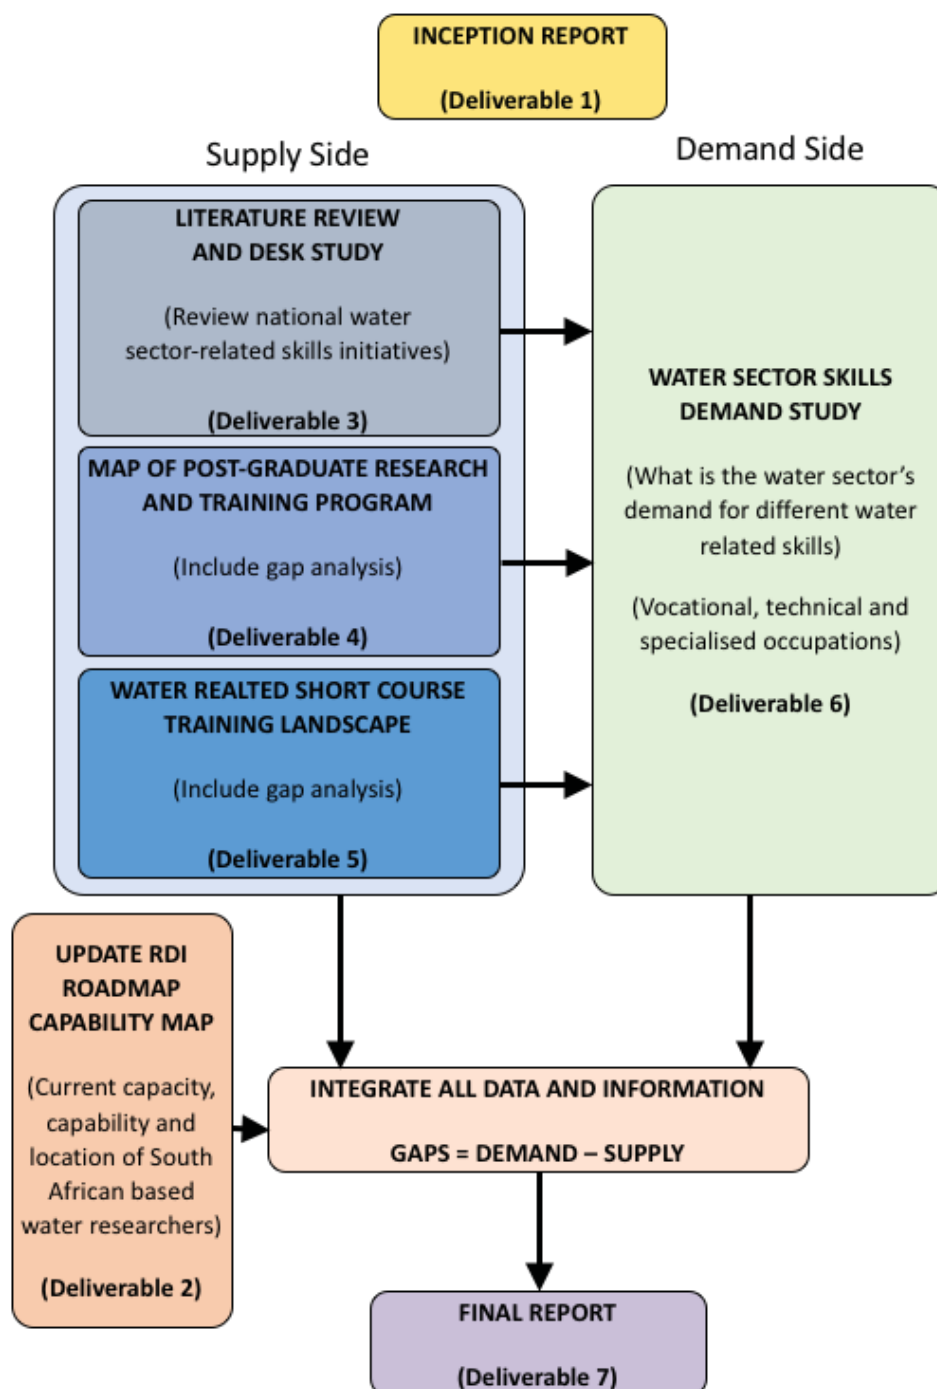 INCEPTION REPORT
(Deliverable 1)
Supply Side
Demand Side
LITERATURE REVIEW
AND DESK STUDY
(Review national water
sector-related skills initiatives)
(Deliverable 3)
MAP OF POST-GRADUATE RESEARCH
AND TRAINING PROGRAM
(Include gap analysis)
(Deliverable 4)
WATER REALTED SHORT COURSE
TRAINING LANDSCAPE
(Include gap analysis)
(Deliverable 5)
WATER SECTOR SKILLS
DEMAND STUDY
(What is the water sector’s
demand for different water
related skills)
(Vocational, technical and
specialised occupations)
(Deliverable 6)
UPDATE RDI
ROADMAP
CAPABILITY MAP
(Current capacity,
capability and
location of South
African based
water researchers)
(Deliverable 2)
INTEGRATE ALL DATA AND INFORMATION
GAPS = DEMAND – SUPPLY
FINAL REPORT
(Deliverable 7)